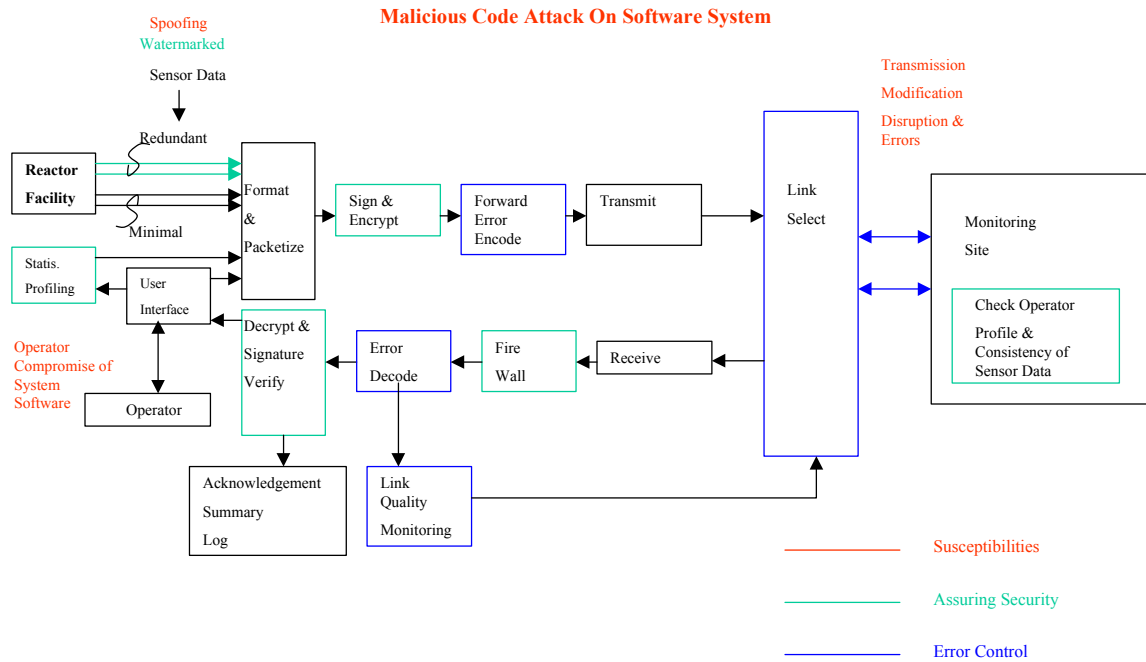 Malicious Code Attack On Software System
Spoofing
Watermarked
Sensor Data
Redundant
Minimal
Reactor
Facility
Format
&
Packetize
Sign &
Encrypt
Forward
Error
Encode
Transmit
Link
Select
Transmission
Modification
Disruption &
Errors
Monitoring
Site
Check Operator
Profile &
Consistency of
Sensor Data
Statis.
Profiling
User
Interface
Operator
Compromise of
System
Software
Operator
Decrypt &
Signature
Verify
Error
Decode
Fire
Wall
Receive
Acknowledgement
Summary
Log
Link
Quality
Monitoring
Susceptibilities
Assuring Security
Error Control